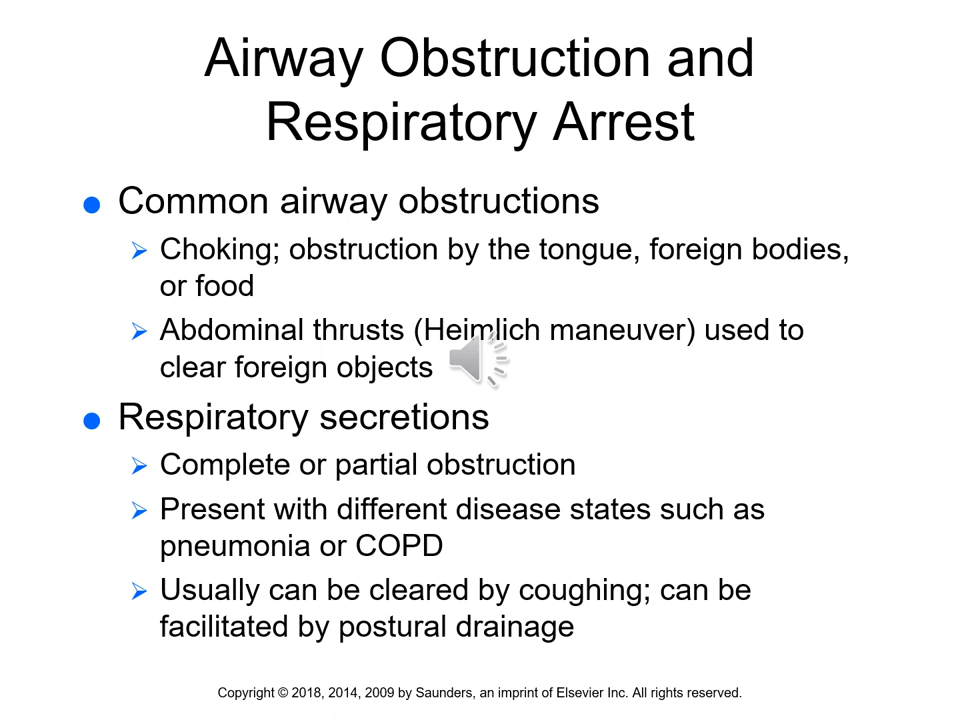 Airway Obstruction and
Respiratory Arrest
Common airway obstructions
Choking; obstruction by the tongue, foreign bodies,
or food
Abdominal thrusts (Heimlich maneuver) used to
clear foreign objects
Respiratory secretions
Complete or partial obstruction
Present with different disease states such as
pneumonia or COPD
Usually can be cleared by coughing; can be
facilitated by postural drainage
Copyright © 2018, 2014, 2009 by Saunders, an imprint of Elsevier Inc. All rights reserved.